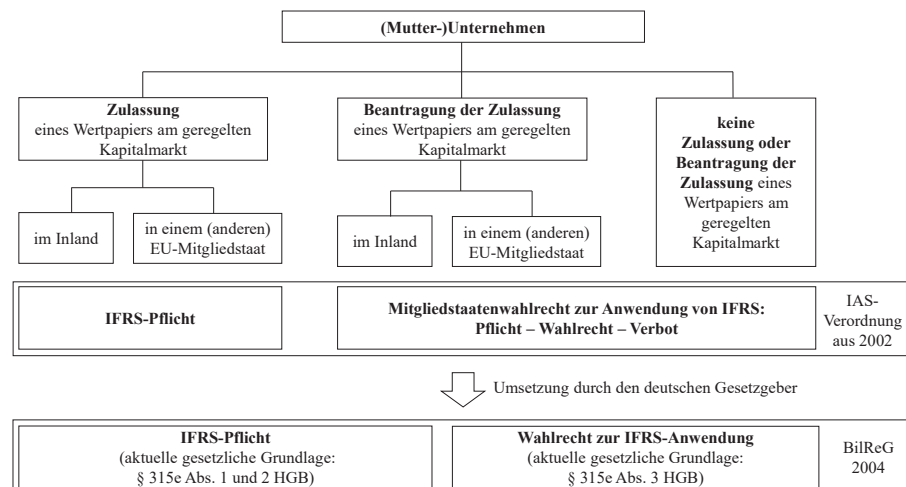 (Mutter-)Unternehmen
Zulassung
eines Wertpapiers am geregelten
Kapitalmarkt
Beantragung der Zulassung
eines Wertpapiers am geregelten
Kapitalmarkt
keine
Zulassung oder
Beantragung der
Zulassung eines
Wertpapiers am
geregelten
Kapitalmarkt
im Inland
in einem (anderen)
EU-Mitgliedstaat
im Inland
in einem (anderen)
EU-Mitgliedstaat
IFRS-Pflicht
Mitgliedstaatenwahlrecht zur Anwendung von IFRS:
Pflicht – Wahlrecht – Verbot
IAS-
Verordnung
aus 2002
Umsetzung durch den deutschen Gesetzgeber
IFRS-Pflicht
(aktuelle gesetzliche Grundlage:
§ 315e Abs. 1 und 2 HGB)
Wahlrecht zur IFRS-Anwendung
(aktuelle gesetzliche Grundlage:
§ 315e Abs. 3 HGB)
BilReG
2004